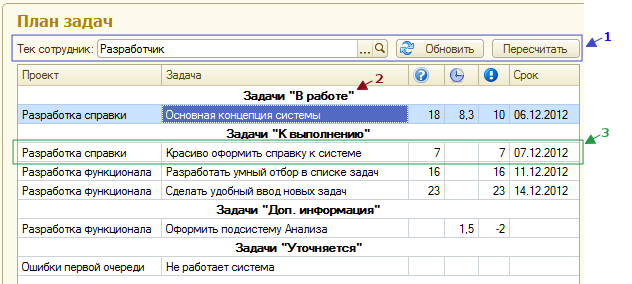 План задач
Тек сотрудник: Разработчик ... Обновить Пересчитать 1
Проект Задача Срок
Задачи "В работе" 2
Разработка справки Основная концепция системы 18 8,3 10 06.12.2012
Задачи "К выполнению" 3
Разработка справки Красиво оформить справку к системе 7 7 07.12.2012
Разработка функционала Разработать умный отбор в списке задач 16 16 11.12.2012
Разработка функционала Сделать удобный ввод новых задач 23 23 14.12.2012
Задачи "Доп. информация"
Разработка функционала Оформить подсистему Анализа 1,5 -2
Задачи "Уточняется"
Ошибки первой очереди Не работает система